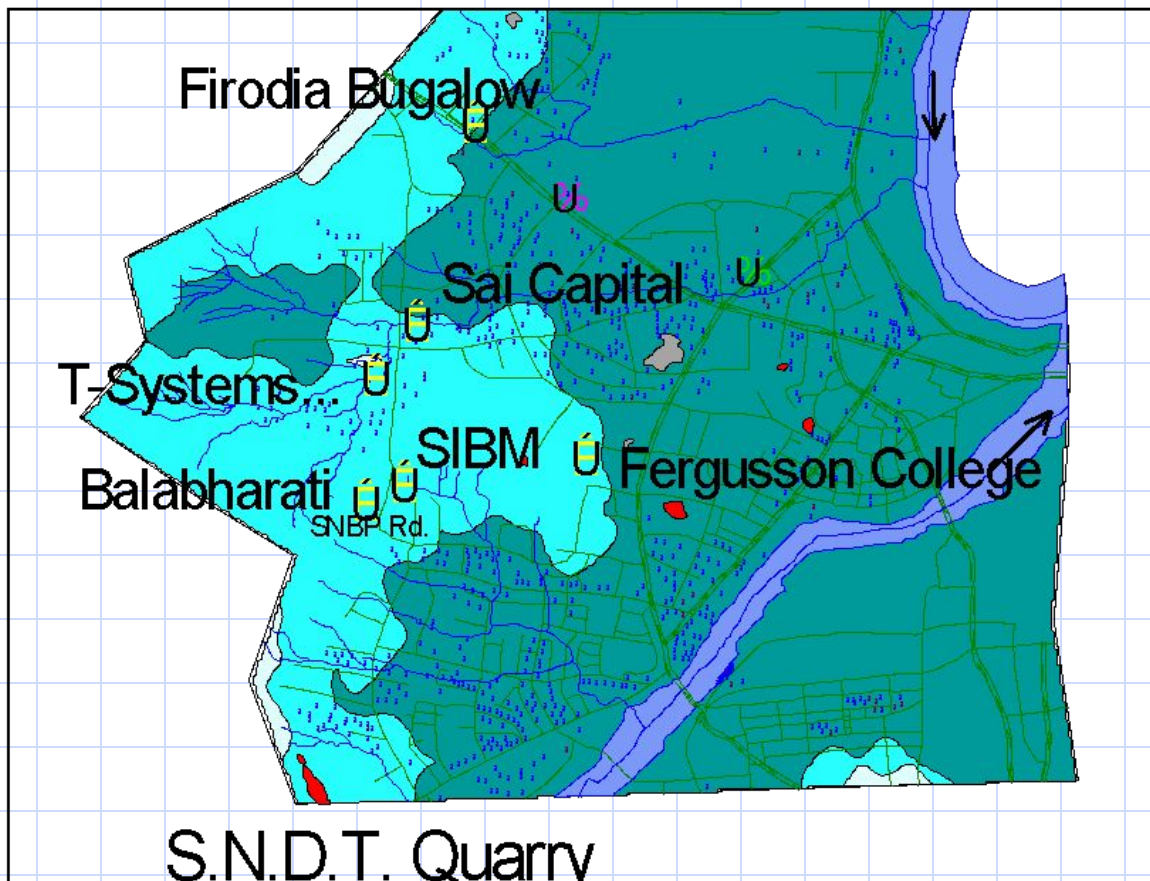 Firodia Bugalow
Sai Capital
T-Systems...
SIBM
Fergusson College
Balabharati
SNBP Rd.
S.N.D.T. Quarry